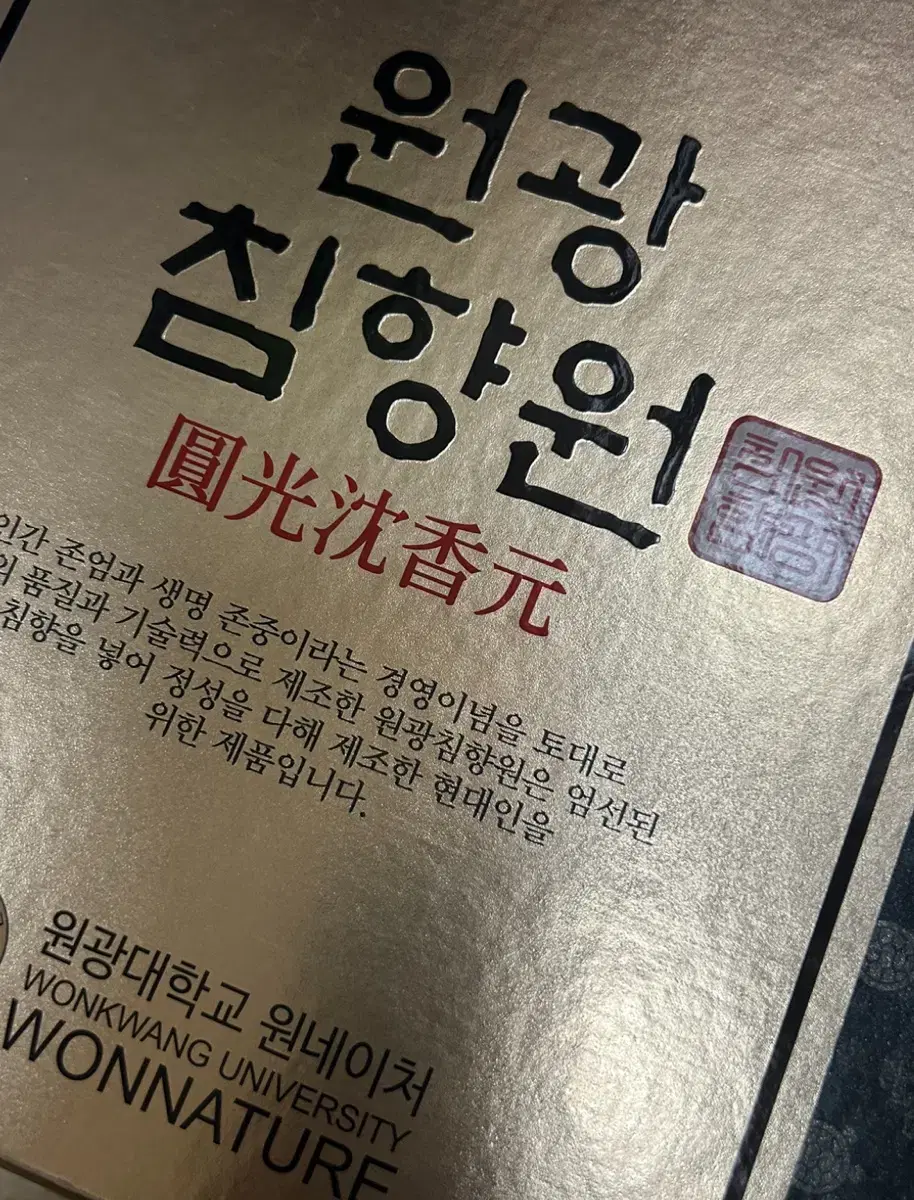 원광
침향원
圓光沈香元
인간 존엄과 생명 존중이라는 경영이념을 토대로
품질과 기술력으로 제조한 원광침향원은 엄선된
침향을 넣어 정성을 다해 제조한 현대인을
위한 제품입니다.
원광대학교 원네이처
WONKWANG UNIVERSITY
WONNATURE